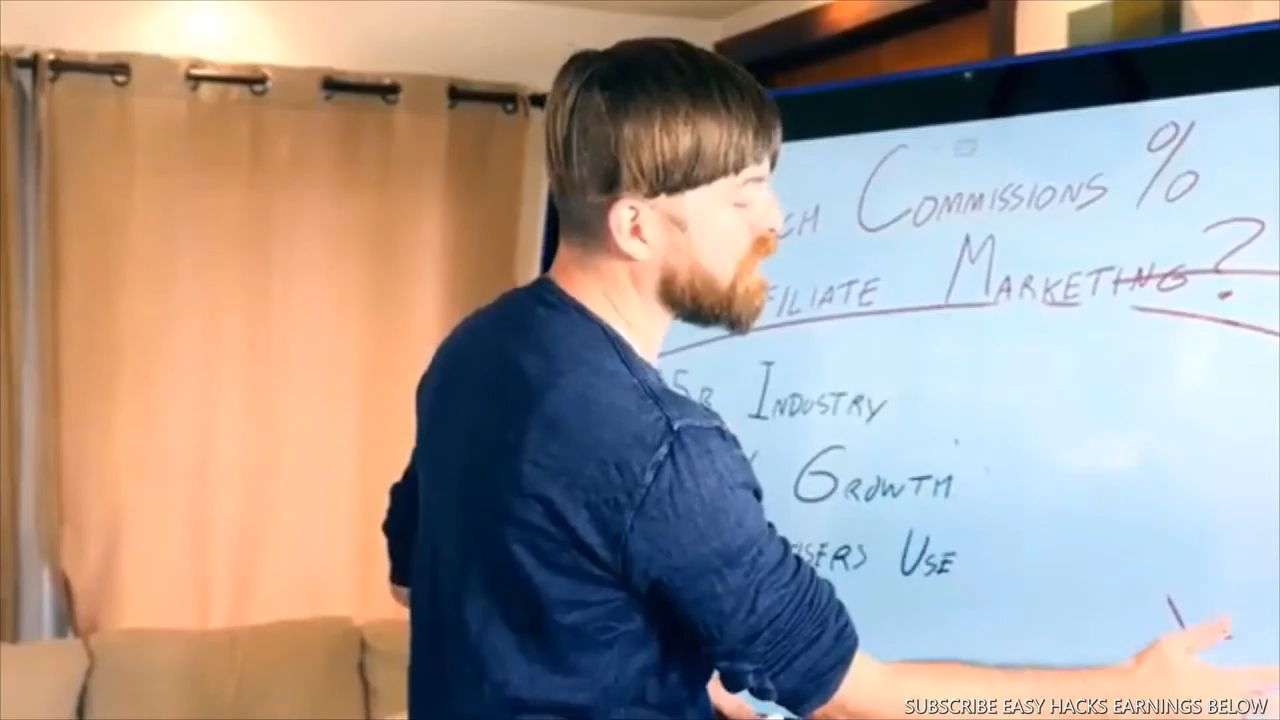 COMMISSIONS %
MARKETING?
INDUSTRY
GROWTH
USE
SUBSCRIBE EASY HACKS EARNINGS BELOW